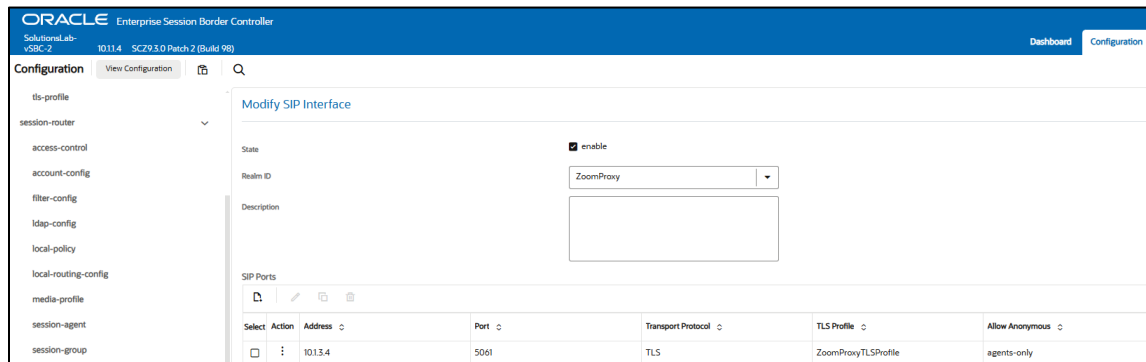 ORACLE Enterprise Session Border Controller
SolutionsLab-
vSBC-2 10.1.1.4 SCZ9.3.0 Patch 2 (Build 98)
Dashboard Configuration
Configuration View Configuration
tls-profile
session-router
access-control
account-config
filter-config
ldap-config
local-policy
local-routing-config
media-profile
session-agent
session-group
Modify SIP Interface
State enable
Realm ID ZoomProxy
Description
SIP Ports
Select Action Address Port Transport Protocol TLS Profile Allow Anonymous
10.1.3.4 5061 TLS ZoomProxyTLSProfile agents-only